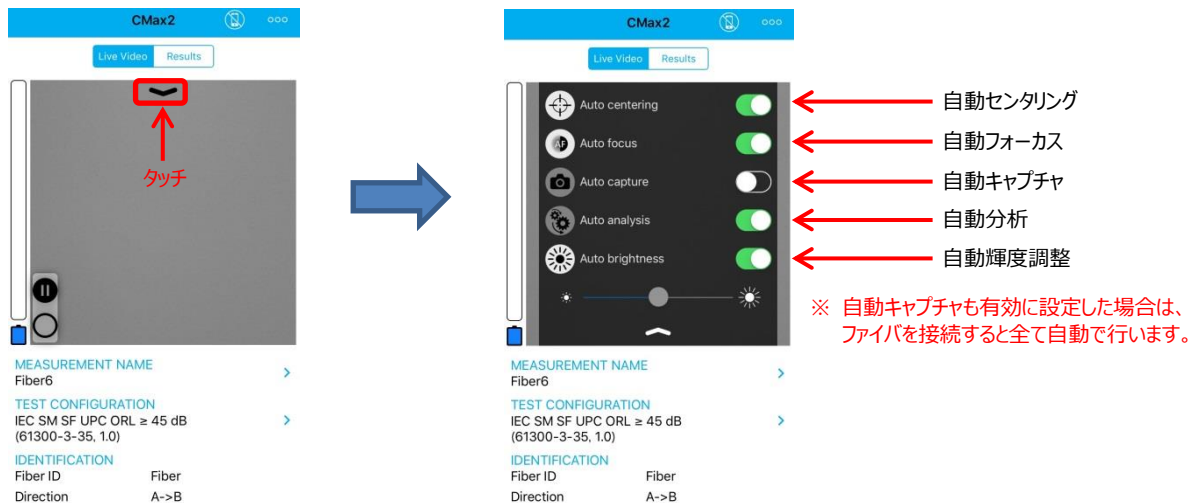 CMax2
Live Video Results
タッチ
MEASUREMENT NAME
Fiber6
TEST CONFIGURATION
IEC SM SF UPC ORL ≥ 45 dB
(61300-3-35, 1.0)
IDENTIFICATION
Fiber ID Fiber
Direction A->B
CMax2
Live Video Results
Auto centering
Auto focus
Auto capture
Auto analysis
Auto brightness
MEASUREMENT NAME
Fiber6
TEST CONFIGURATION
IEC SM SF UPC ORL ≥ 45 dB
(61300-3-35, 1.0)
IDENTIFICATION
Fiber ID Fiber
Direction A->B
自動センタリング
自動フォーカス
自動キャプチャ
自動分析
自動輝度調整
※ 自動キャプチャも有効に設定した場合は、
ファイバを接続すると全て自動で行います。
AF